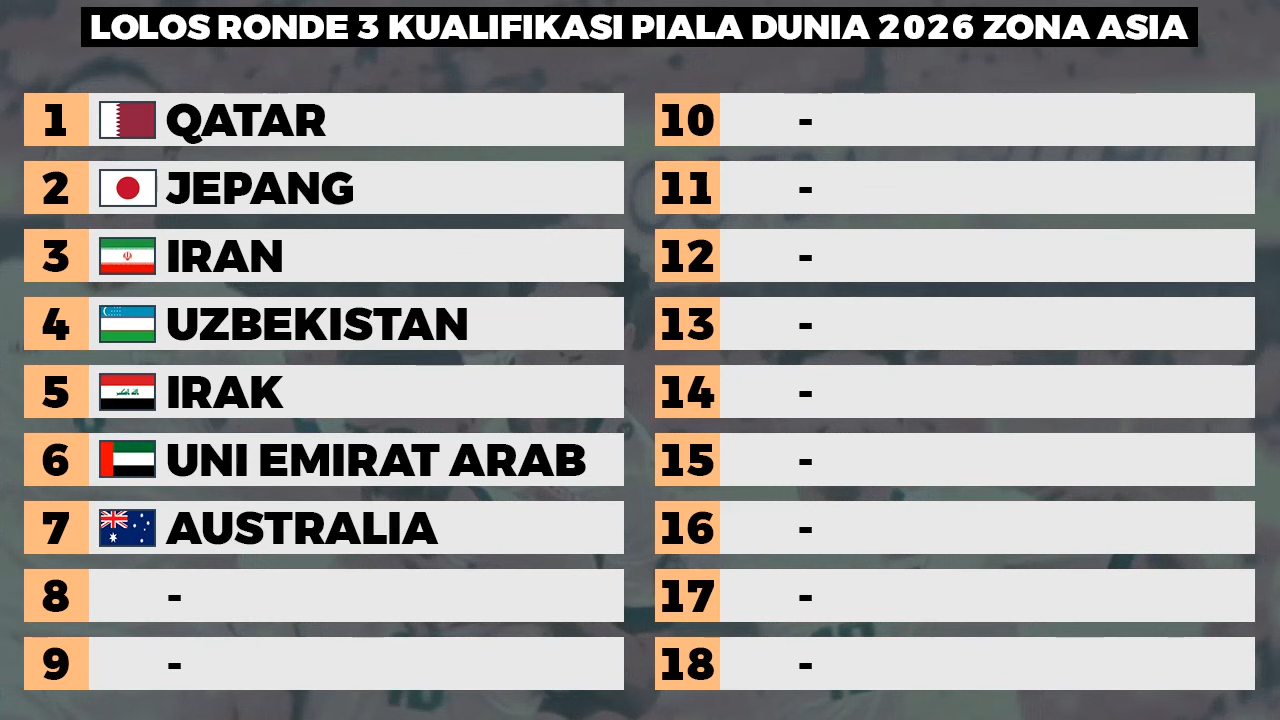 LOLOS RONDE 3 KUALIFIKASI PIALA DUNIA 2026 ZONA ASIA
1 QATAR
2 JEPANG
3 IRAN
4 UZBEKISTAN
5 IRAK
6 UNI EMIRAT ARAB
7 AUSTRALIA
8 -
9 -
10 -
11 -
12 -
13 -
14 -
15 -
16 -
17 -
18 -